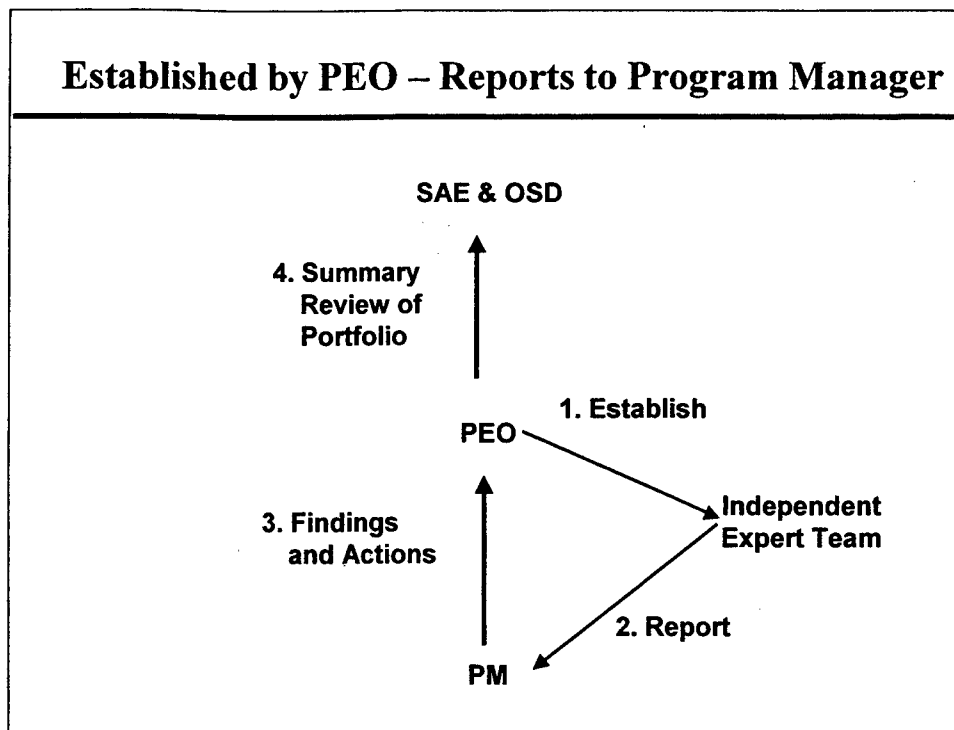 Established by PEO – Reports to Program Manager
SAE & OSD
4. Summary
Review of
Portfolio
1. Establish
PEO
Independent
Expert Team
3. Findings
and Actions
2. Report
PM